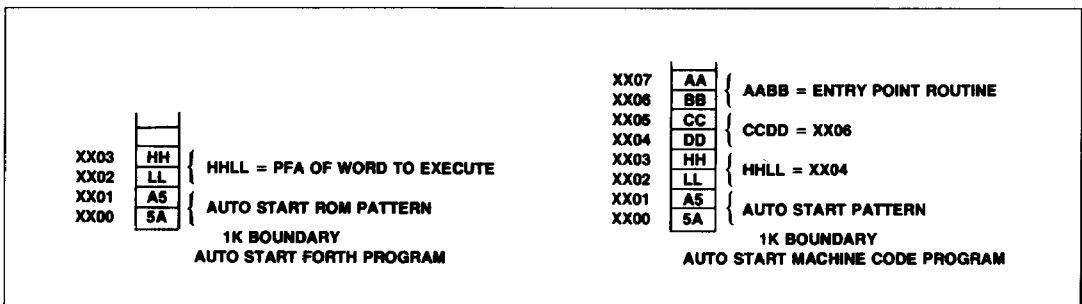 XX03 HH
XX02 LL
HHLL = PFA OF WORD TO EXECUTE
XX01 A5
XX00 5A
AUTO START ROM PATTERN
1K BOUNDARY
AUTO START FORTH PROGRAM
XX07 AA
XX06 BB
AABB = ENTRY POINT ROUTINE
XX05 CC
XX04 DD
CCDD = XX06
XX03 HH
XX02 LL
HHLL = XX04
XX01 A5
XX00 5A
AUTO START PATTERN
1K BOUNDARY
AUTO START MACHINE CODE PROGRAM